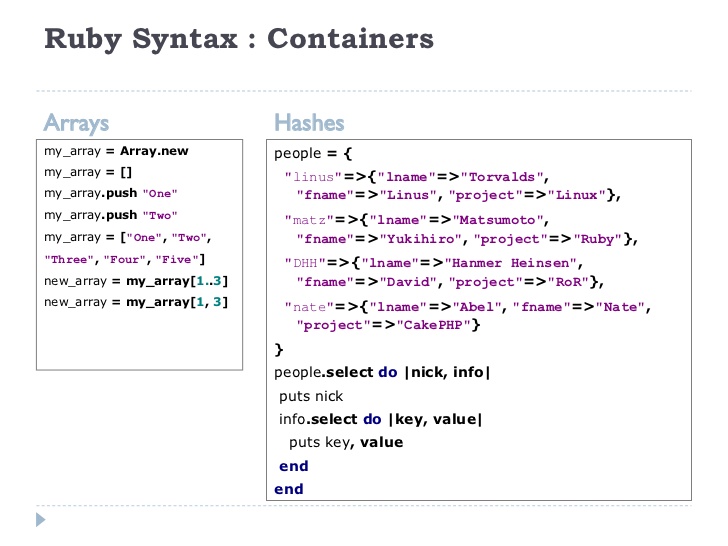 Ruby Syntax : Containers
Arrays
my_array = Array.new
my_array = []
my_array.push "One"
my_array.push "Two"
my_array = ["One", "Two",
"Three", "Four", "Five"]
new_array = my_array[1..3]
new_array = my_array[1, 3]
Hashes
people = {
"linus"=>{"lname"=>"Torvalds",
"fname"=>"Linus", "project"=>"Linux"},
"matz"=>{"lname"=>"Matsumoto",
"fname"=>"Yukihiro", "project"=>"Ruby"},
"DHH"=>{"lname"=>"Hanmer Heinsen",
"fname"=>"David", "project"=>"RoR"},
"nate"=>{"lname"=>"Abel", "fname"=>"Nate",
"project"=>"CakePHP"}
}
people.select do |nick, info|
puts nick
info.select do |key, value|
puts key, value
end
end